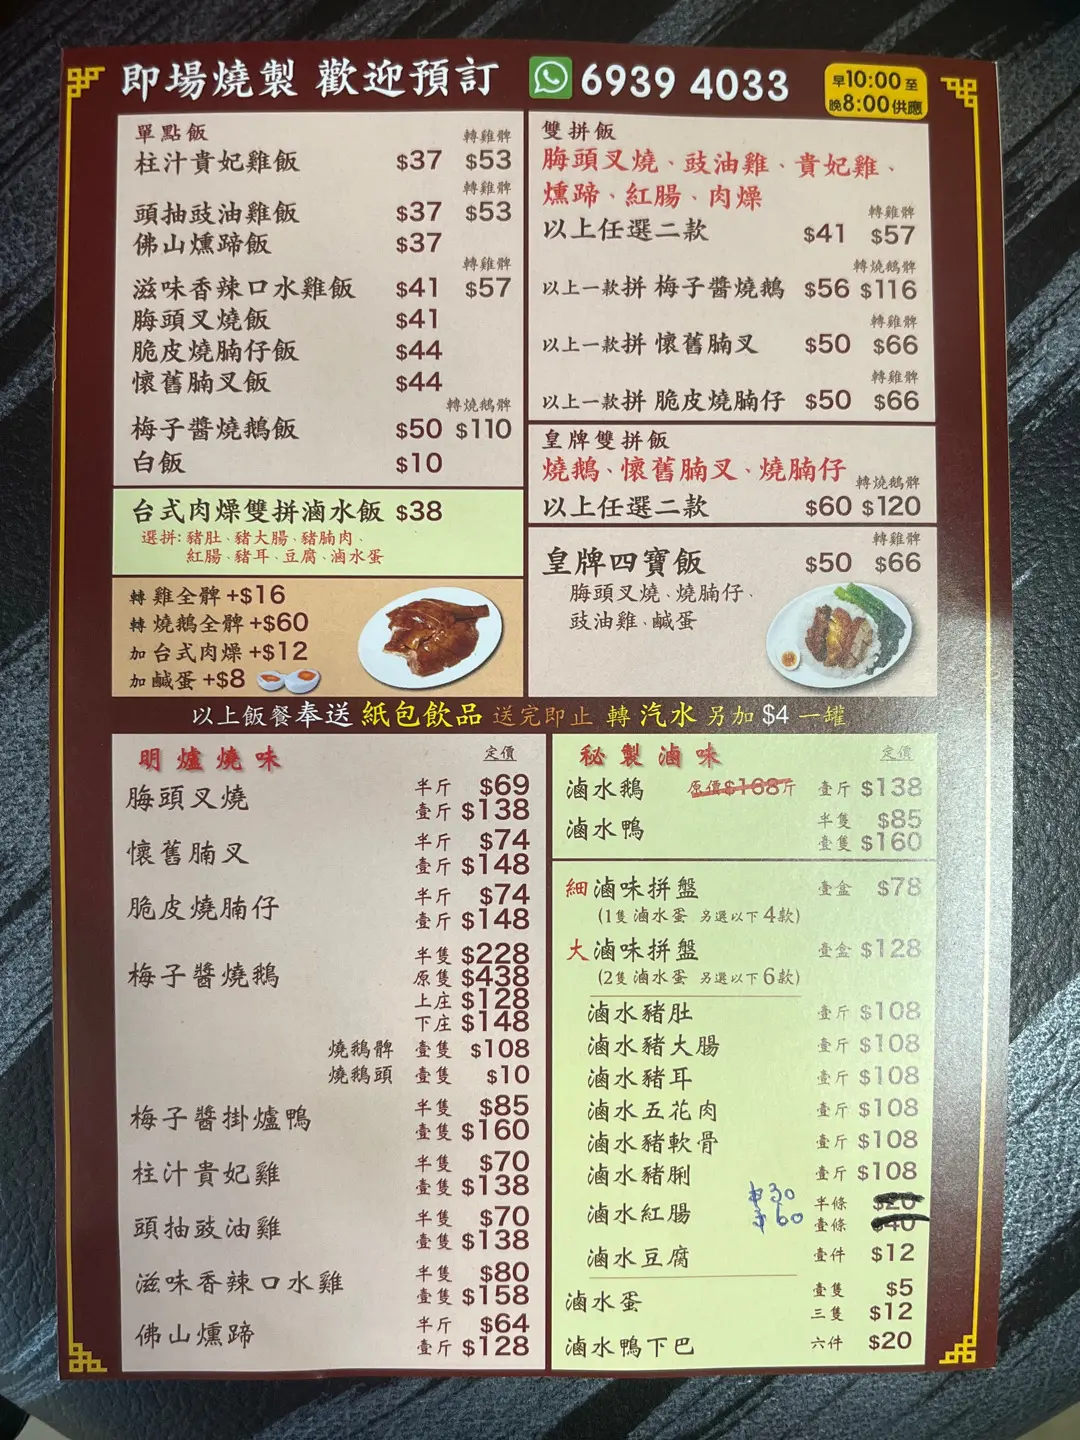 即場燒製 歡迎預訂 6939 4033 早10:00至
晚8:00供應
單點飯
轉雞髀
柱汁貴妃雞飯 $37 $53
轉雞髀
頭抽豉油雞飯 $37 $53
佛山燻蹄飯 $37
轉雞髀
滋味香辣口水雞飯 $41 $57
脢頭叉燒飯 $41
脆皮燒腩仔飯 $44
懷舊腩叉飯 $44
轉燒鵝髀
梅子醬燒鵝飯 $50 $110
白飯 $10
台式肉燥雙拼滷水飯 $38
選拼: 豬肚、豬大腸、豬腩肉、
紅腸、豬耳、豆腐、滷水蛋
轉 雞全髀 +$16
轉 燒鵝全髀 +$60
加 台式肉燥 +$12
加 鹹蛋 +$8
雙拼飯
脢頭叉燒、豉油雞、貴妃雞、
燻蹄、紅腸、肉燥
轉雞髀
以上任選二款 $41 $57
轉燒鵝髀
以上一款拼 梅子醬燒鵝 $56 $116
轉雞髀
以上一款拼 懷舊腩叉 $50 $66
轉雞髀
以上一款拼 脆皮燒腩仔 $50 $66
皇牌雙拼飯
燒鵝、懷舊腩叉、燒腩仔
轉燒鵝髀
以上任選二款 $60 $120
轉雞髀
皇牌四寶飯 $50 $66
脢頭叉燒、燒腩仔、
豉油雞、鹹蛋
以上飯餐奉送 紙包飲品 送完即止 轉 汽水 另加 $4 一罐
明爐燒味 定價
脢頭叉燒 半斤 $69
壹斤 $138
懷舊腩叉 半斤 $74
壹斤 $148
脆皮燒腩仔 半斤 $74
壹斤 $148
梅子醬燒鵝 半隻 $228
原隻 $438
上庄 $128
下庄 $148
燒鵝髀 壹隻 $108
燒鵝頭 壹隻 $10
梅子醬掛爐鴨 半隻 $85
壹隻 $160
柱汁貴妃雞 半隻 $70
壹隻 $138
頭抽豉油雞 半隻 $70
壹隻 $138
滋味香辣口水雞 半隻 $80
壹隻 $158
佛山燻蹄 半斤 $64
壹斤 $128
秘製滷味 定價
滷水鵝 原價$168斤 壹斤 $138
滷水鴨 半隻 $85
壹隻 $160
細滷味拼盤 壹盒 $78
(1隻 滷水蛋 另選以下 4款)
大滷味拼盤 壹盒 $128
(2隻 滷水蛋 另選以下 6款)
滷水豬肚 壹斤 $108
滷水豬大腸 壹斤 $108
滷水豬耳 壹斤 $108
滷水五花肉 壹斤 $108
滷水豬軟骨 壹斤 $108
滷水豬脷 壹斤 $108
滷水紅腸 $30 半條 $20
$60 壹條 $40
滷水豆腐 壹件 $12
滷水蛋 壹隻 $5
三隻 $12
滷水鴨下巴 六件 $20